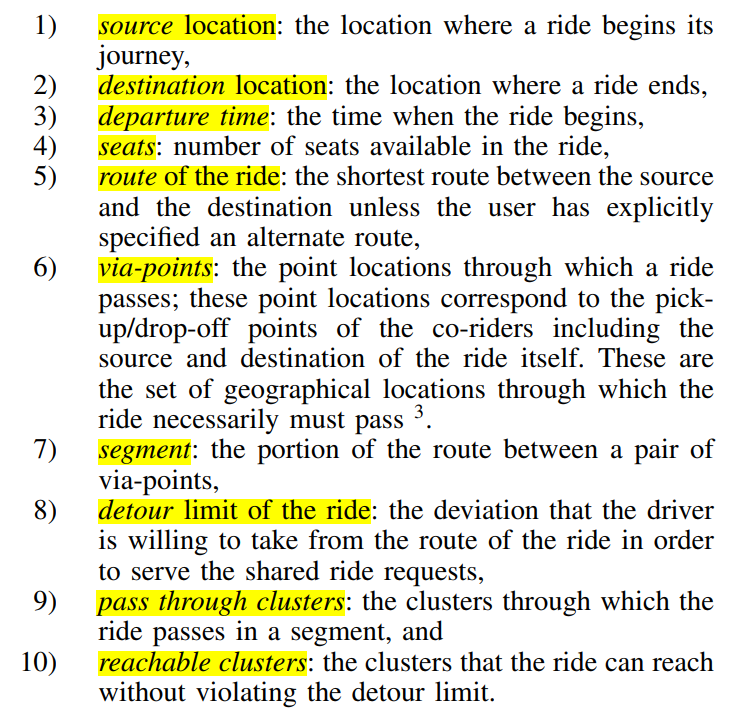 1) source location: the location where a ride begins its
journey,
2) destination location: the location where a ride ends,
3) departure time: the time when the ride begins,
4) seats: number of seats available in the ride,
5) route of the ride: the shortest route between the source
and the destination unless the user has explicitly
specified an alternate route,
6) via-points: the point locations through which a ride
passes; these point locations correspond to the pick-
up/drop-off points of the co-riders including the
source and destination of the ride itself. These are
the set of geographical locations through which the
ride necessarily must pass 3.
7) segment: the portion of the route between a pair of
via-points,
8) detour limit of the ride: the deviation that the driver
is willing to take from the route of the ride in order
to serve the shared ride requests,
9) pass through clusters: the clusters through which the
ride passes in a segment, and
10) reachable clusters: the clusters that the ride can reach
without violating the detour limit.